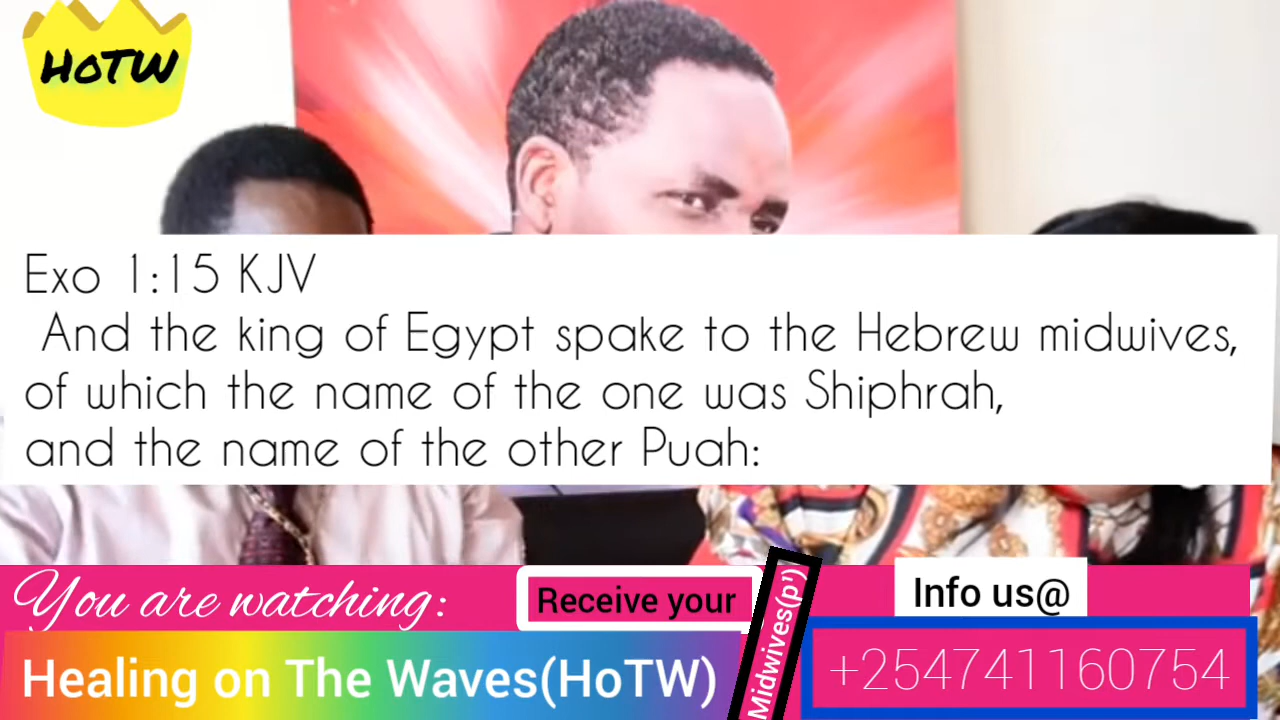 HoTW
Exo 1:15 KJV
And the king of Egypt spake to the Hebrew midwives,
of which the name of the one was Shiphrah,
and the name of the other Puah:
You are watching:
Healing on The Waves(HoTW)
Receive your
Midwives(p')
Info us@
+254741160754